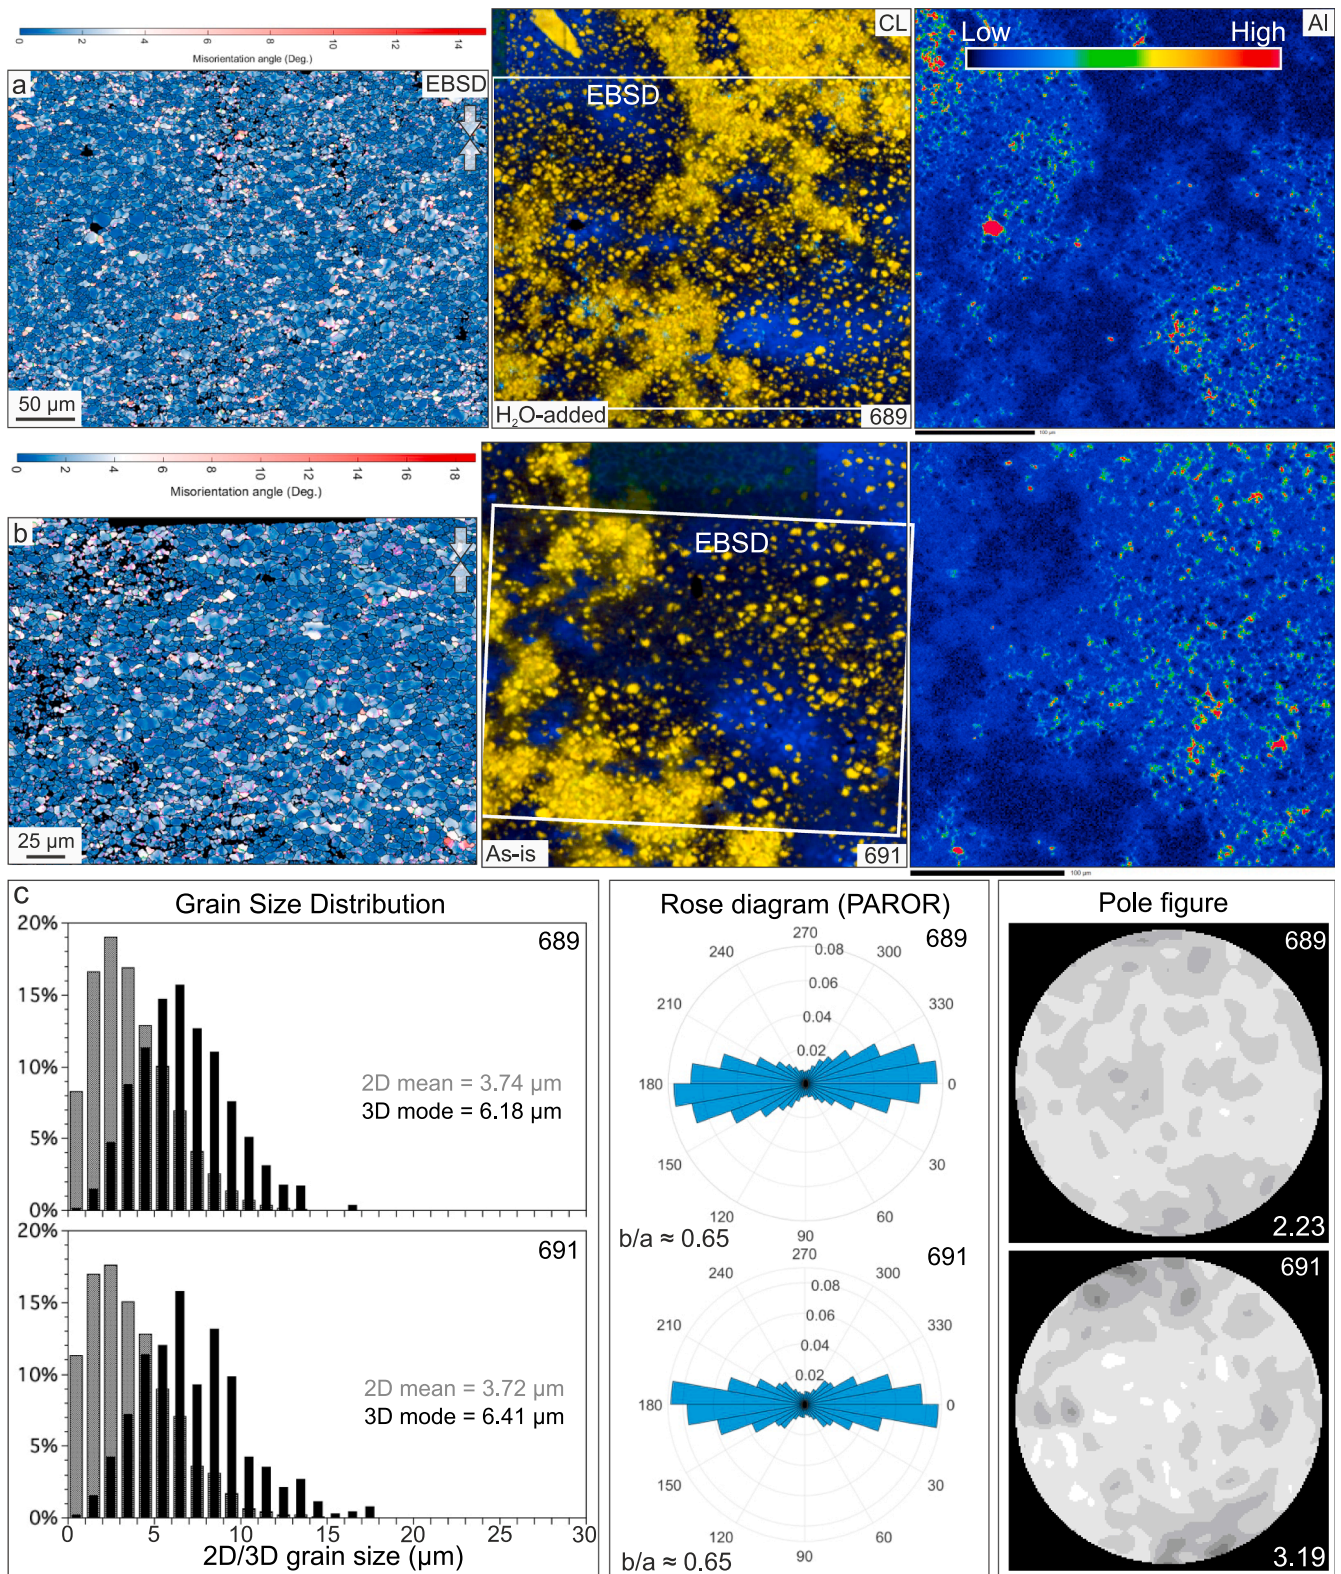 0 2 4 6 8 10 12 14
Misorientation angle (Deg.)
a
EBSD
50 µm
CL
EBSD
H₂O-added
689
Al
Low
High
100 µm
0 2 4 6 8 10 12 14 16 18
Misorientation angle (Deg.)
b
25 µm
EBSD
As-is
691
100 µm
c
Grain Size Distribution
20%
15%
10%
5%
0%
689
2D mean = 3.74 µm
3D mode = 6.18 µm
20%
15%
10%
5%
0%
691
2D mean = 3.72 µm
3D mode = 6.41 µm
0 5 10 15 20 25 30
2D/3D grain size (µm)
Rose diagram (PAROR)
689
270
240 0.08 300
0.06
210 0.04 330
0.02
180 0
150 30
120 60
90
b/a ≈ 0.65
691
270
240 0.08 300
0.06
210 0.04 330
0.02
180 0
150 30
120 60
90
b/a ≈ 0.65
Pole figure
689
2.23
691
3.19